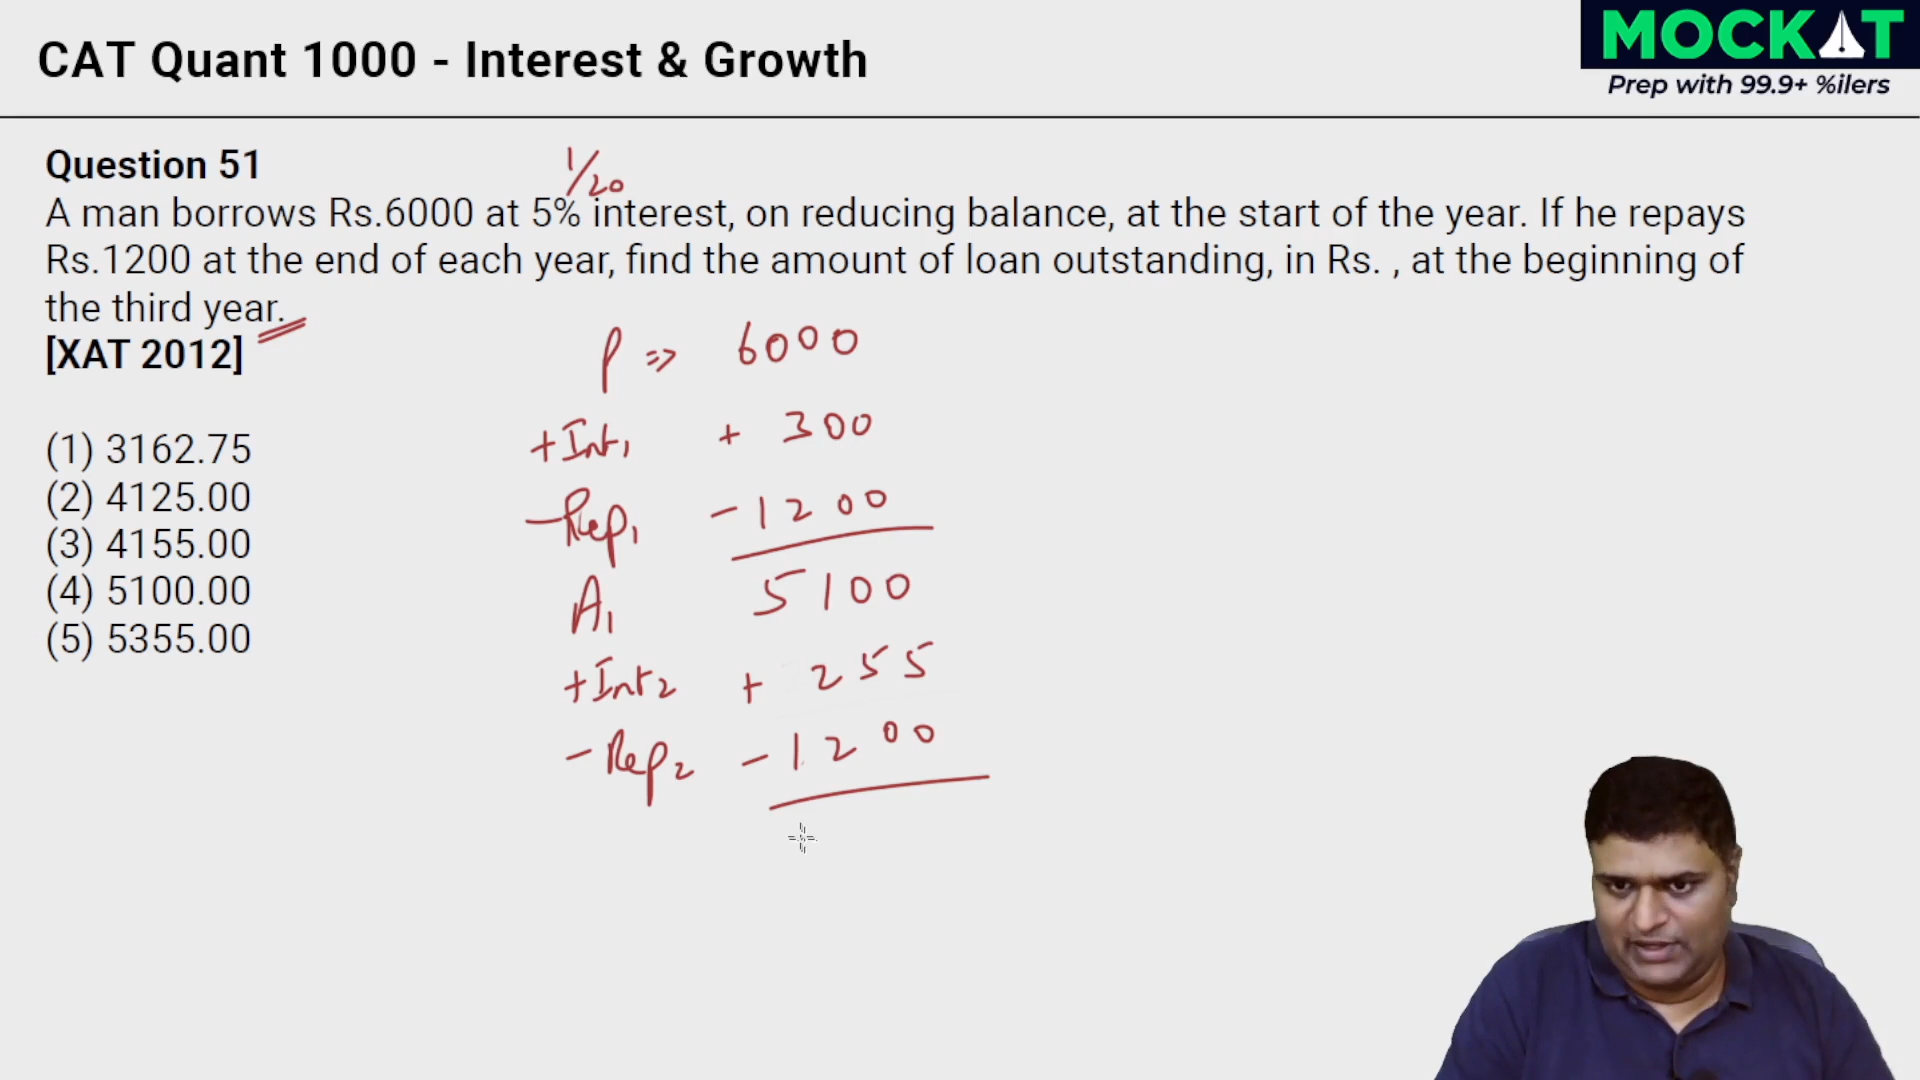 CAT Quant 1000 - Interest & Growth
MOCKAT
Prep with 99.9+ %ilers
Question 51
1/20
A man borrows Rs.6000 at 5% interest, on reducing balance, at the start of the year. If he repays
Rs.1200 at the end of each year, find the amount of loan outstanding, in Rs. , at the beginning of
the third year.
[XAT 2012]
(1) 3162.75
(2) 4125.00
(3) 4155.00
(4) 5100.00
(5) 5355.00
P => 6000
+Int1 + 300
-Rep1 -1200
A1 5100
+Int2 + 255
-Rep2 -1200